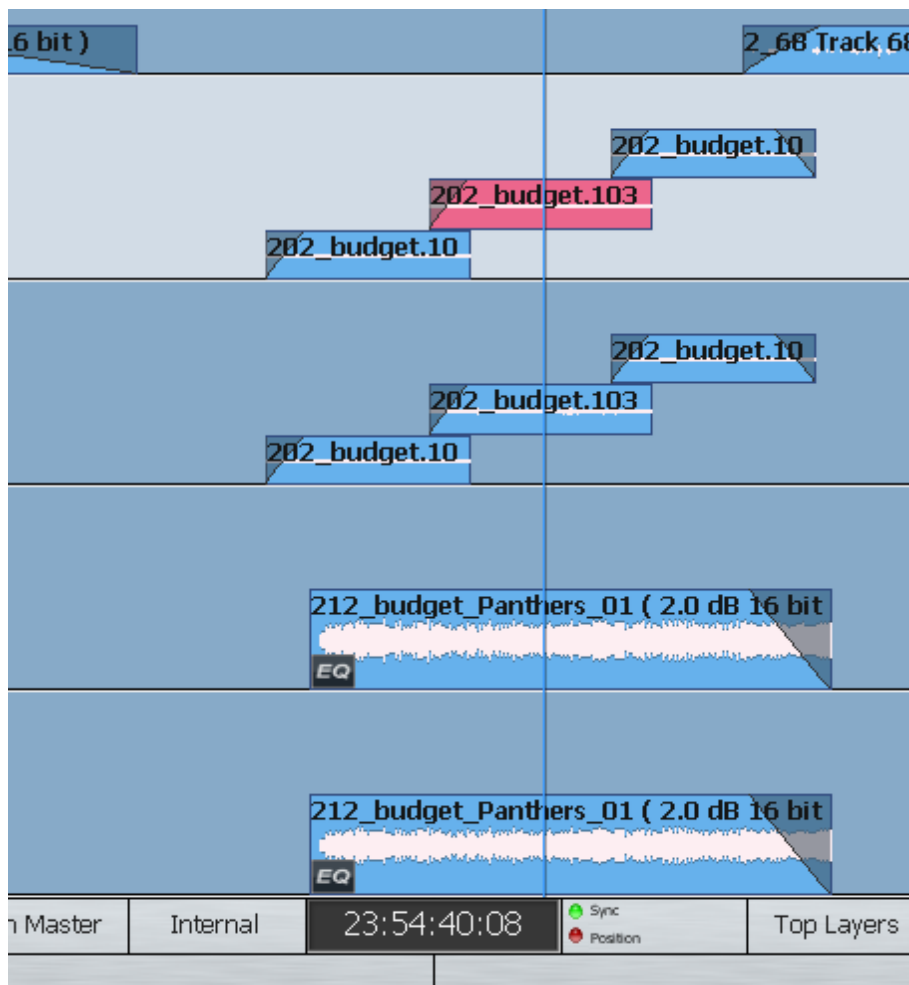 .6 bit )
2_68 Track 68
202_budget.10
202_budget.103
202_budget.10
202_budget.10
202_budget.103
202_budget.10
212_budget_Panthers_01 ( 2.0 dB 16 bit
EQ
212_budget_Panthers_01 ( 2.0 dB 16 bit
EQ
n Master
Internal
23:54:40:08
Sync
Position
Top Layers